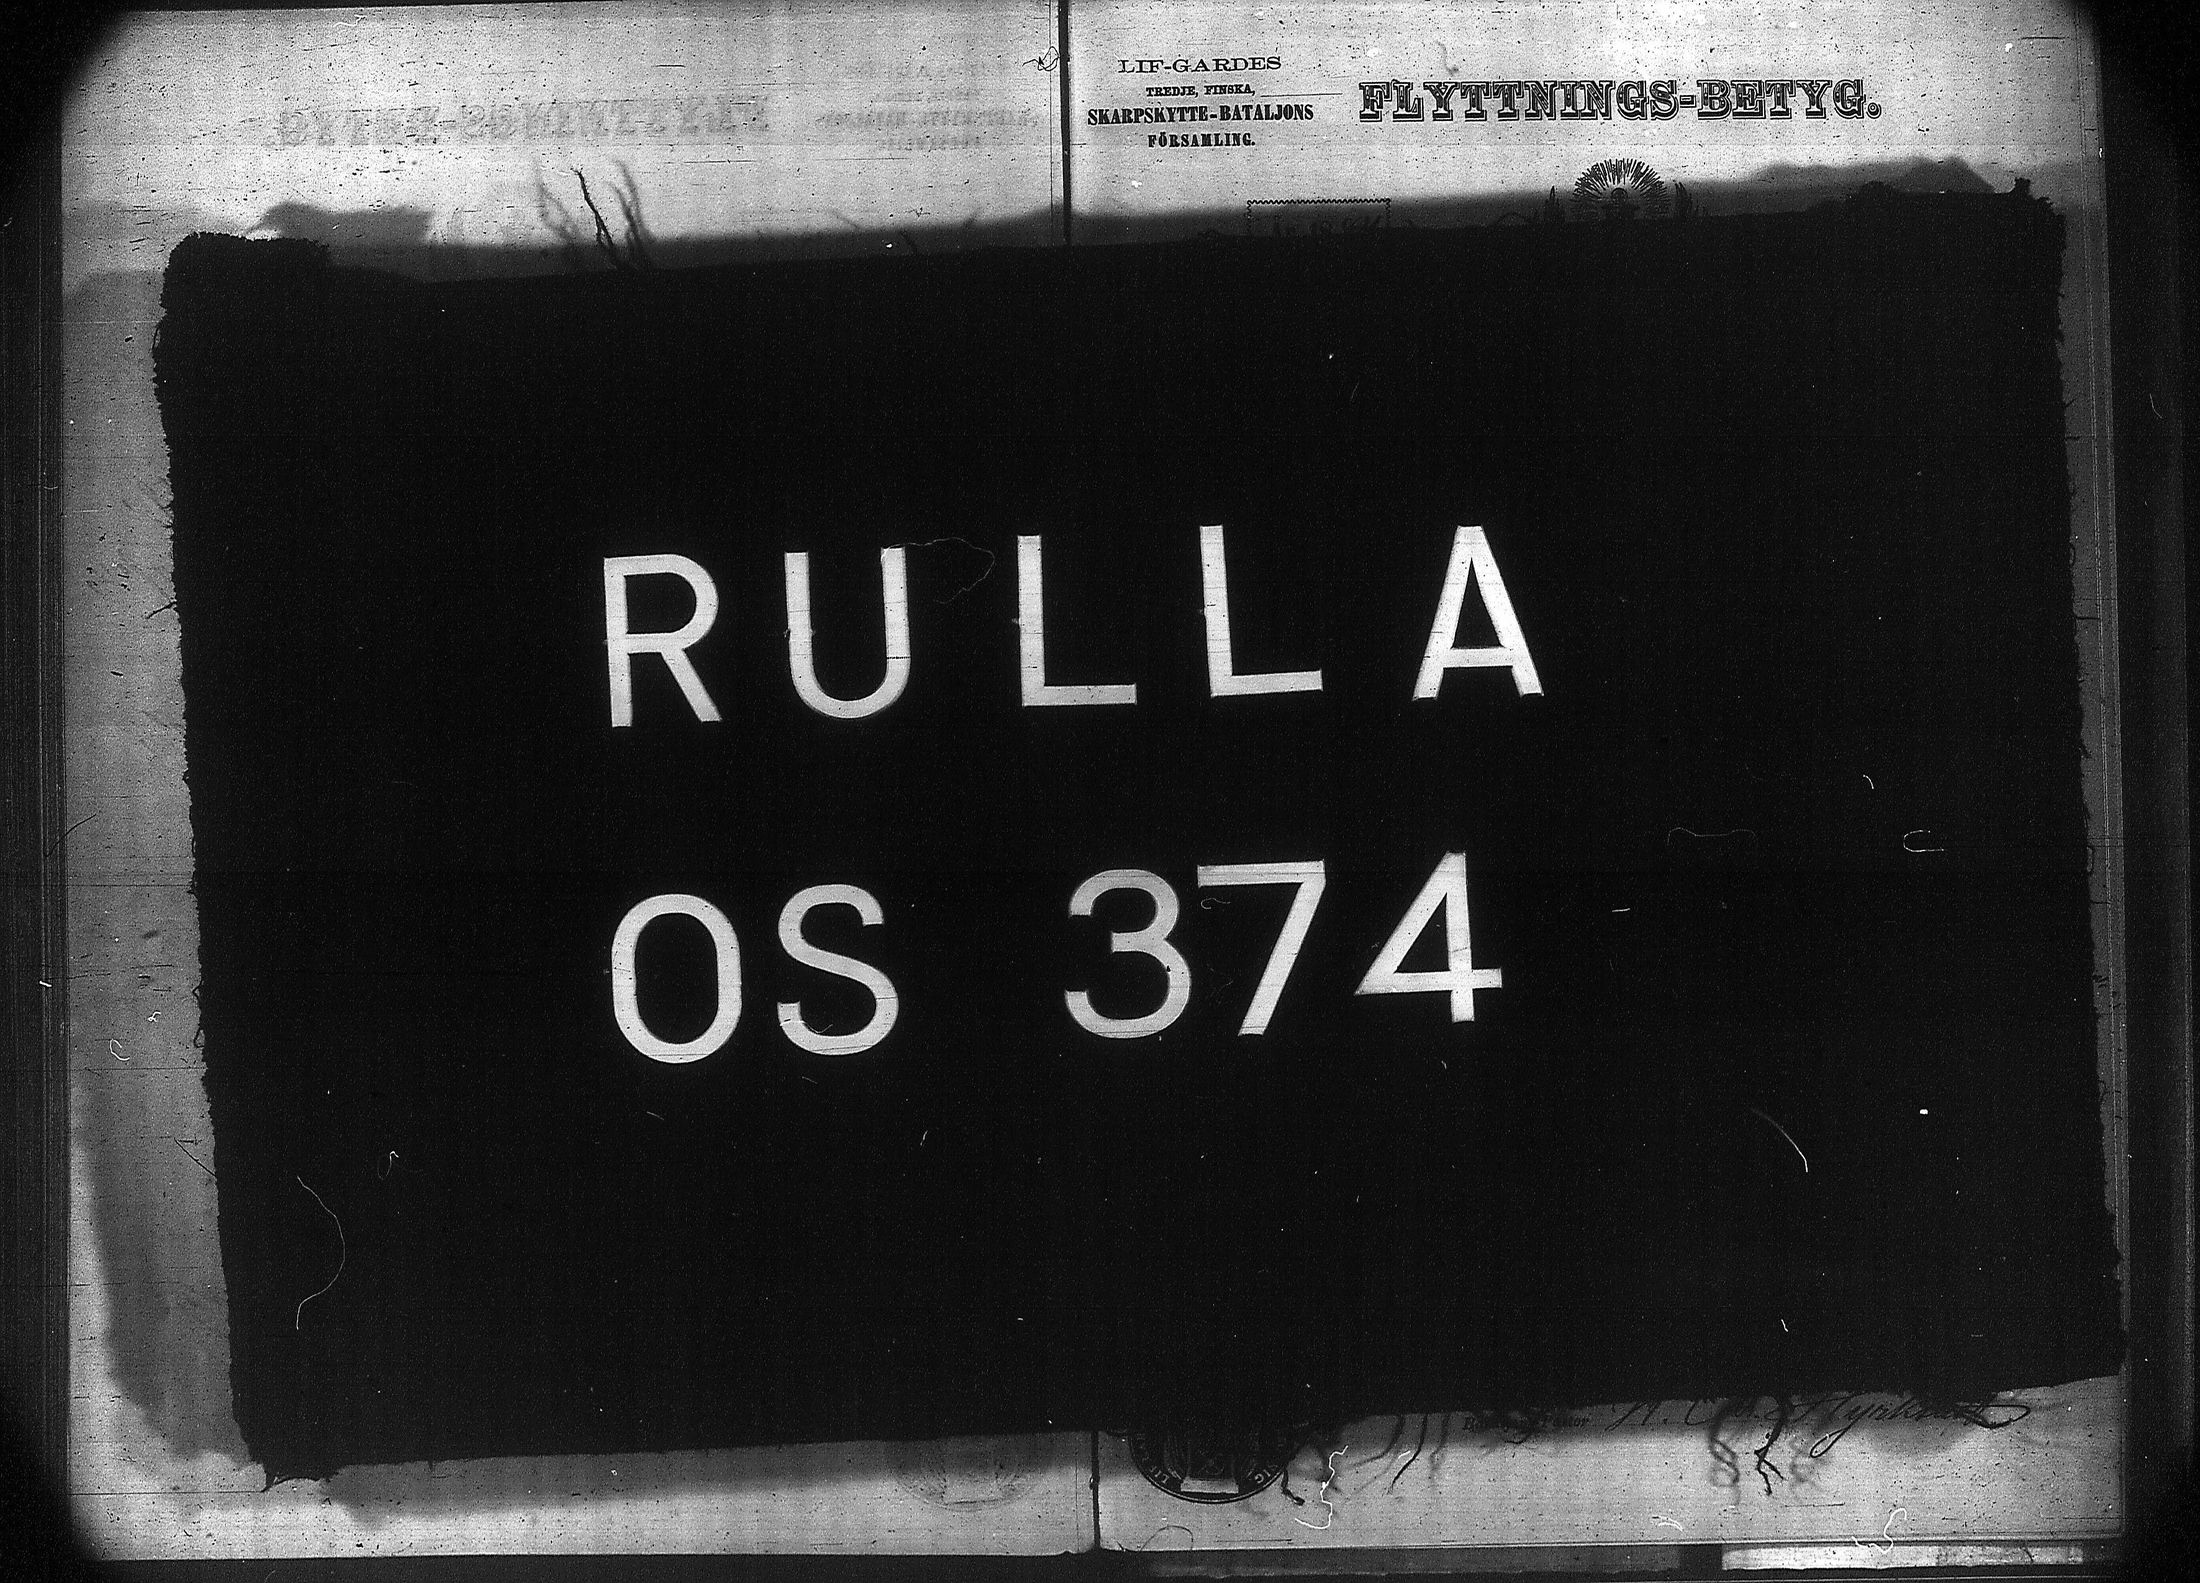 LIF-GARDES
TREDJE, FINSKA,
SKARPSKYTTE-BATALJONS
FÖRSAMLING.
FLYTTNINGS-BETYG.
RULLA
OS 374